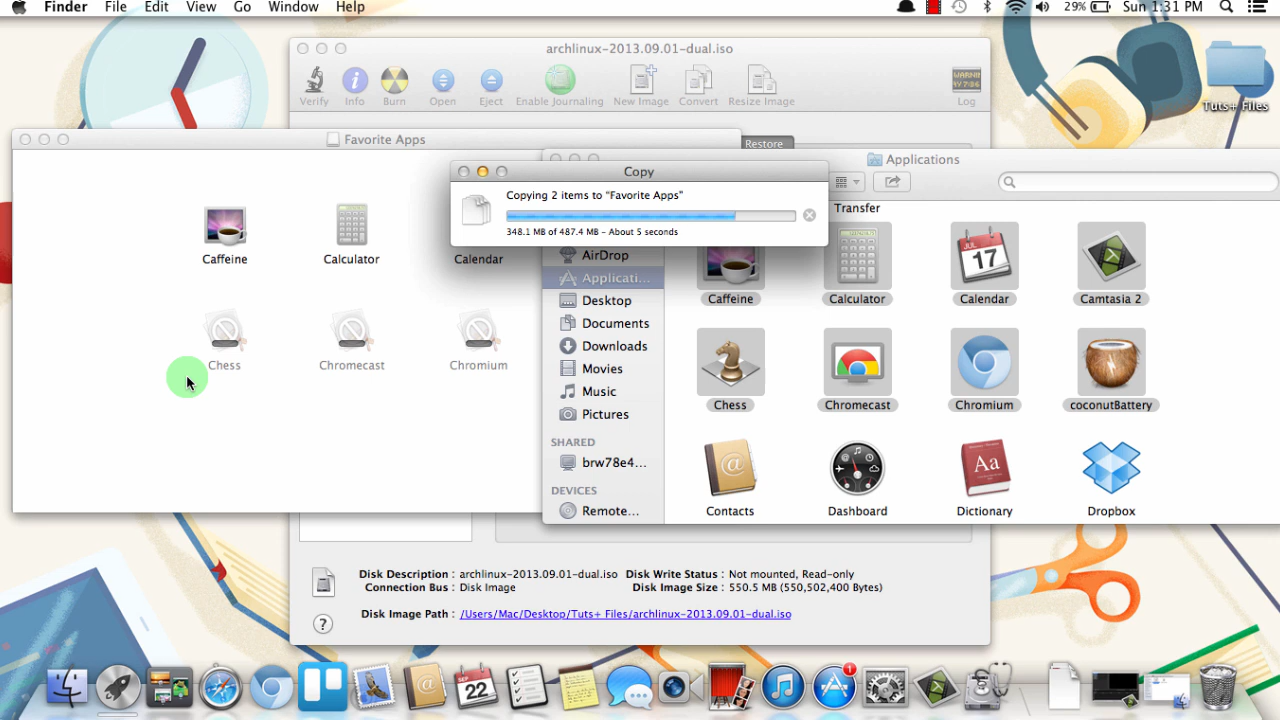 Finder File Edit View Go Window Help 29% Sun 1:31 PM
archlinux-2013.09.01-dual.iso
Verify Info Burn Open Eject Enable Journaling New Image Convert Resize Image Log
WARNIN
Tuts+ Files
Favorite Apps
Restore
Applications
Copy
Copying 2 items to “Favorite Apps”
348.1 MB of 487.4 MB – About 5 seconds
Transfer
Caffeine Calculator Calendar
Chess Chromecast Chromium
AirDrop
Applicati...
Desktop
Documents
Downloads
Movies
Music
Pictures
SHARED
brw78e4...
DEVICES
Remote...
JUL
17
Caffeine Calculator Calendar Camtasia 2
Chess Chromecast Chromium coconutBattery
@
Aa
Contacts Dashboard Dictionary Dropbox
Disk Description : archlinux-2013.09.01-dual.iso Disk Write Status : Not mounted, Read-only
Connection Bus : Disk Image Disk Image Size : 550.5 MB (550,502,400 Bytes)
Disk Image Path : /Users/Mac/Desktop/Tuts+ Files/archlinux-2013.09.01-dual.iso
?
@
SEP
22
1